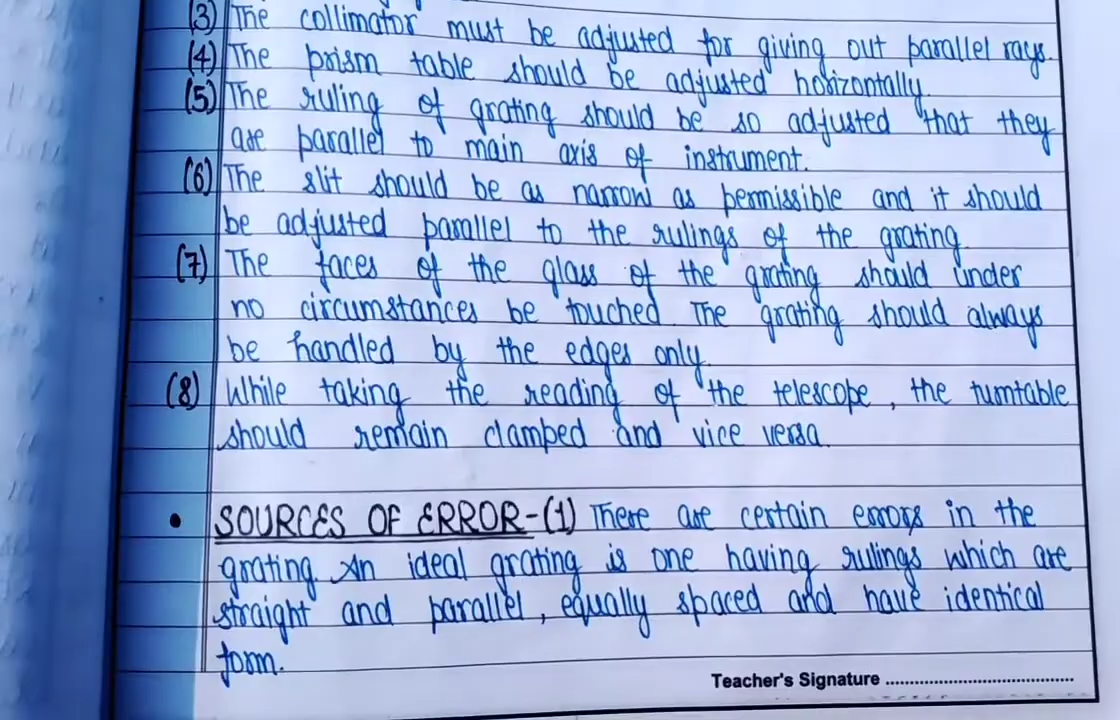 (3) The collimator must be adjusted for giving out parallel rays.
(4) The prism table should be adjusted horizontally.
(5) The ruling of grating should be so adjusted that they
are parallel to main axis of instrument.
(6) The slit should be as narrow as permissible and it should
be adjusted parallel to the rulings of the grating.
(7) The faces of the glass of the grating should under
no circumstances be touched. The grating should always
be handled by the edges only.
(8) While taking the reading of the telescope, the turntable
should remain clamped and vice versa.
• SOURCES OF ERROR-(1) There are certain errors in the
grating. An ideal grating is one having rulings which are
straight and parallel, equally spaced and have identical
form.
Teacher's Signature ........................................